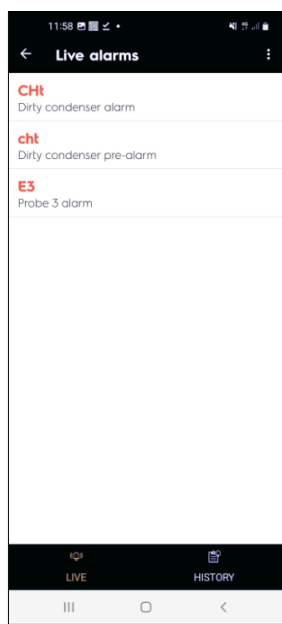 11:58
Live alarms
CHt
Dirty condenser alarm
cht
Dirty condenser pre-alarm
E3
Probe 3 alarm
LIVE
HISTORY